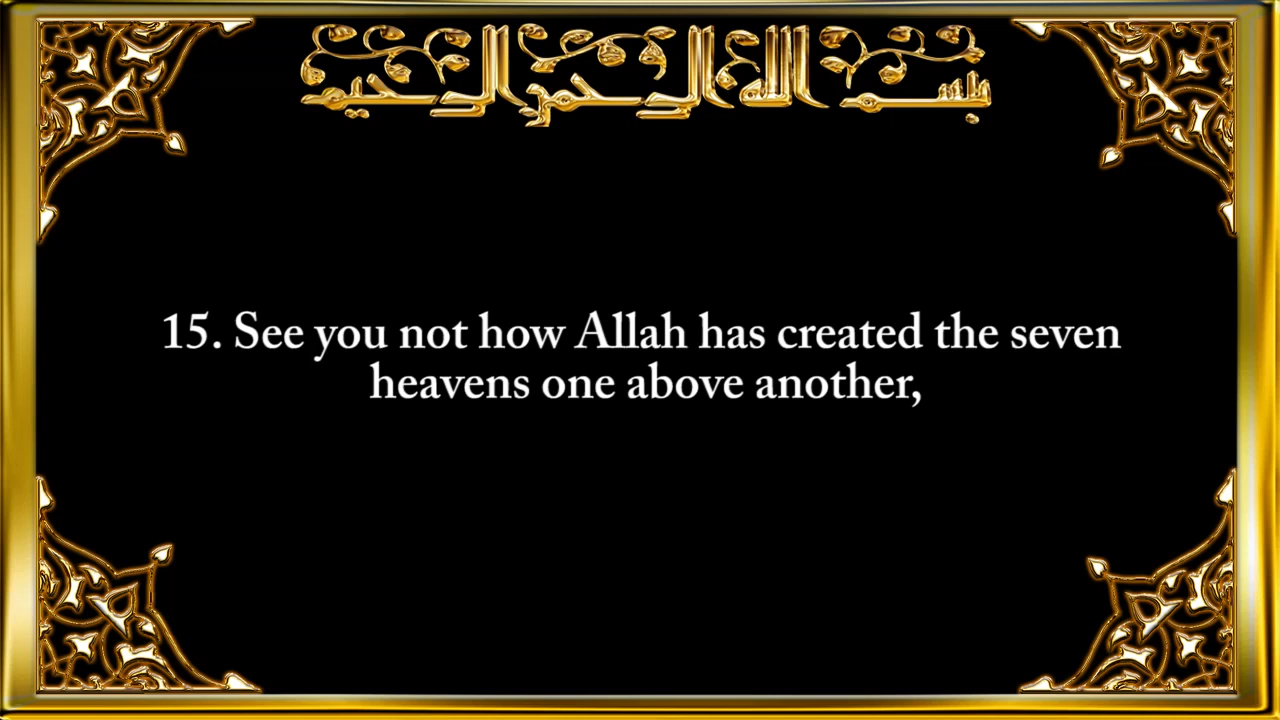 بسم الله الرحمن الرحيم
15. See you not how Allah has created the seven
heavens one above another,